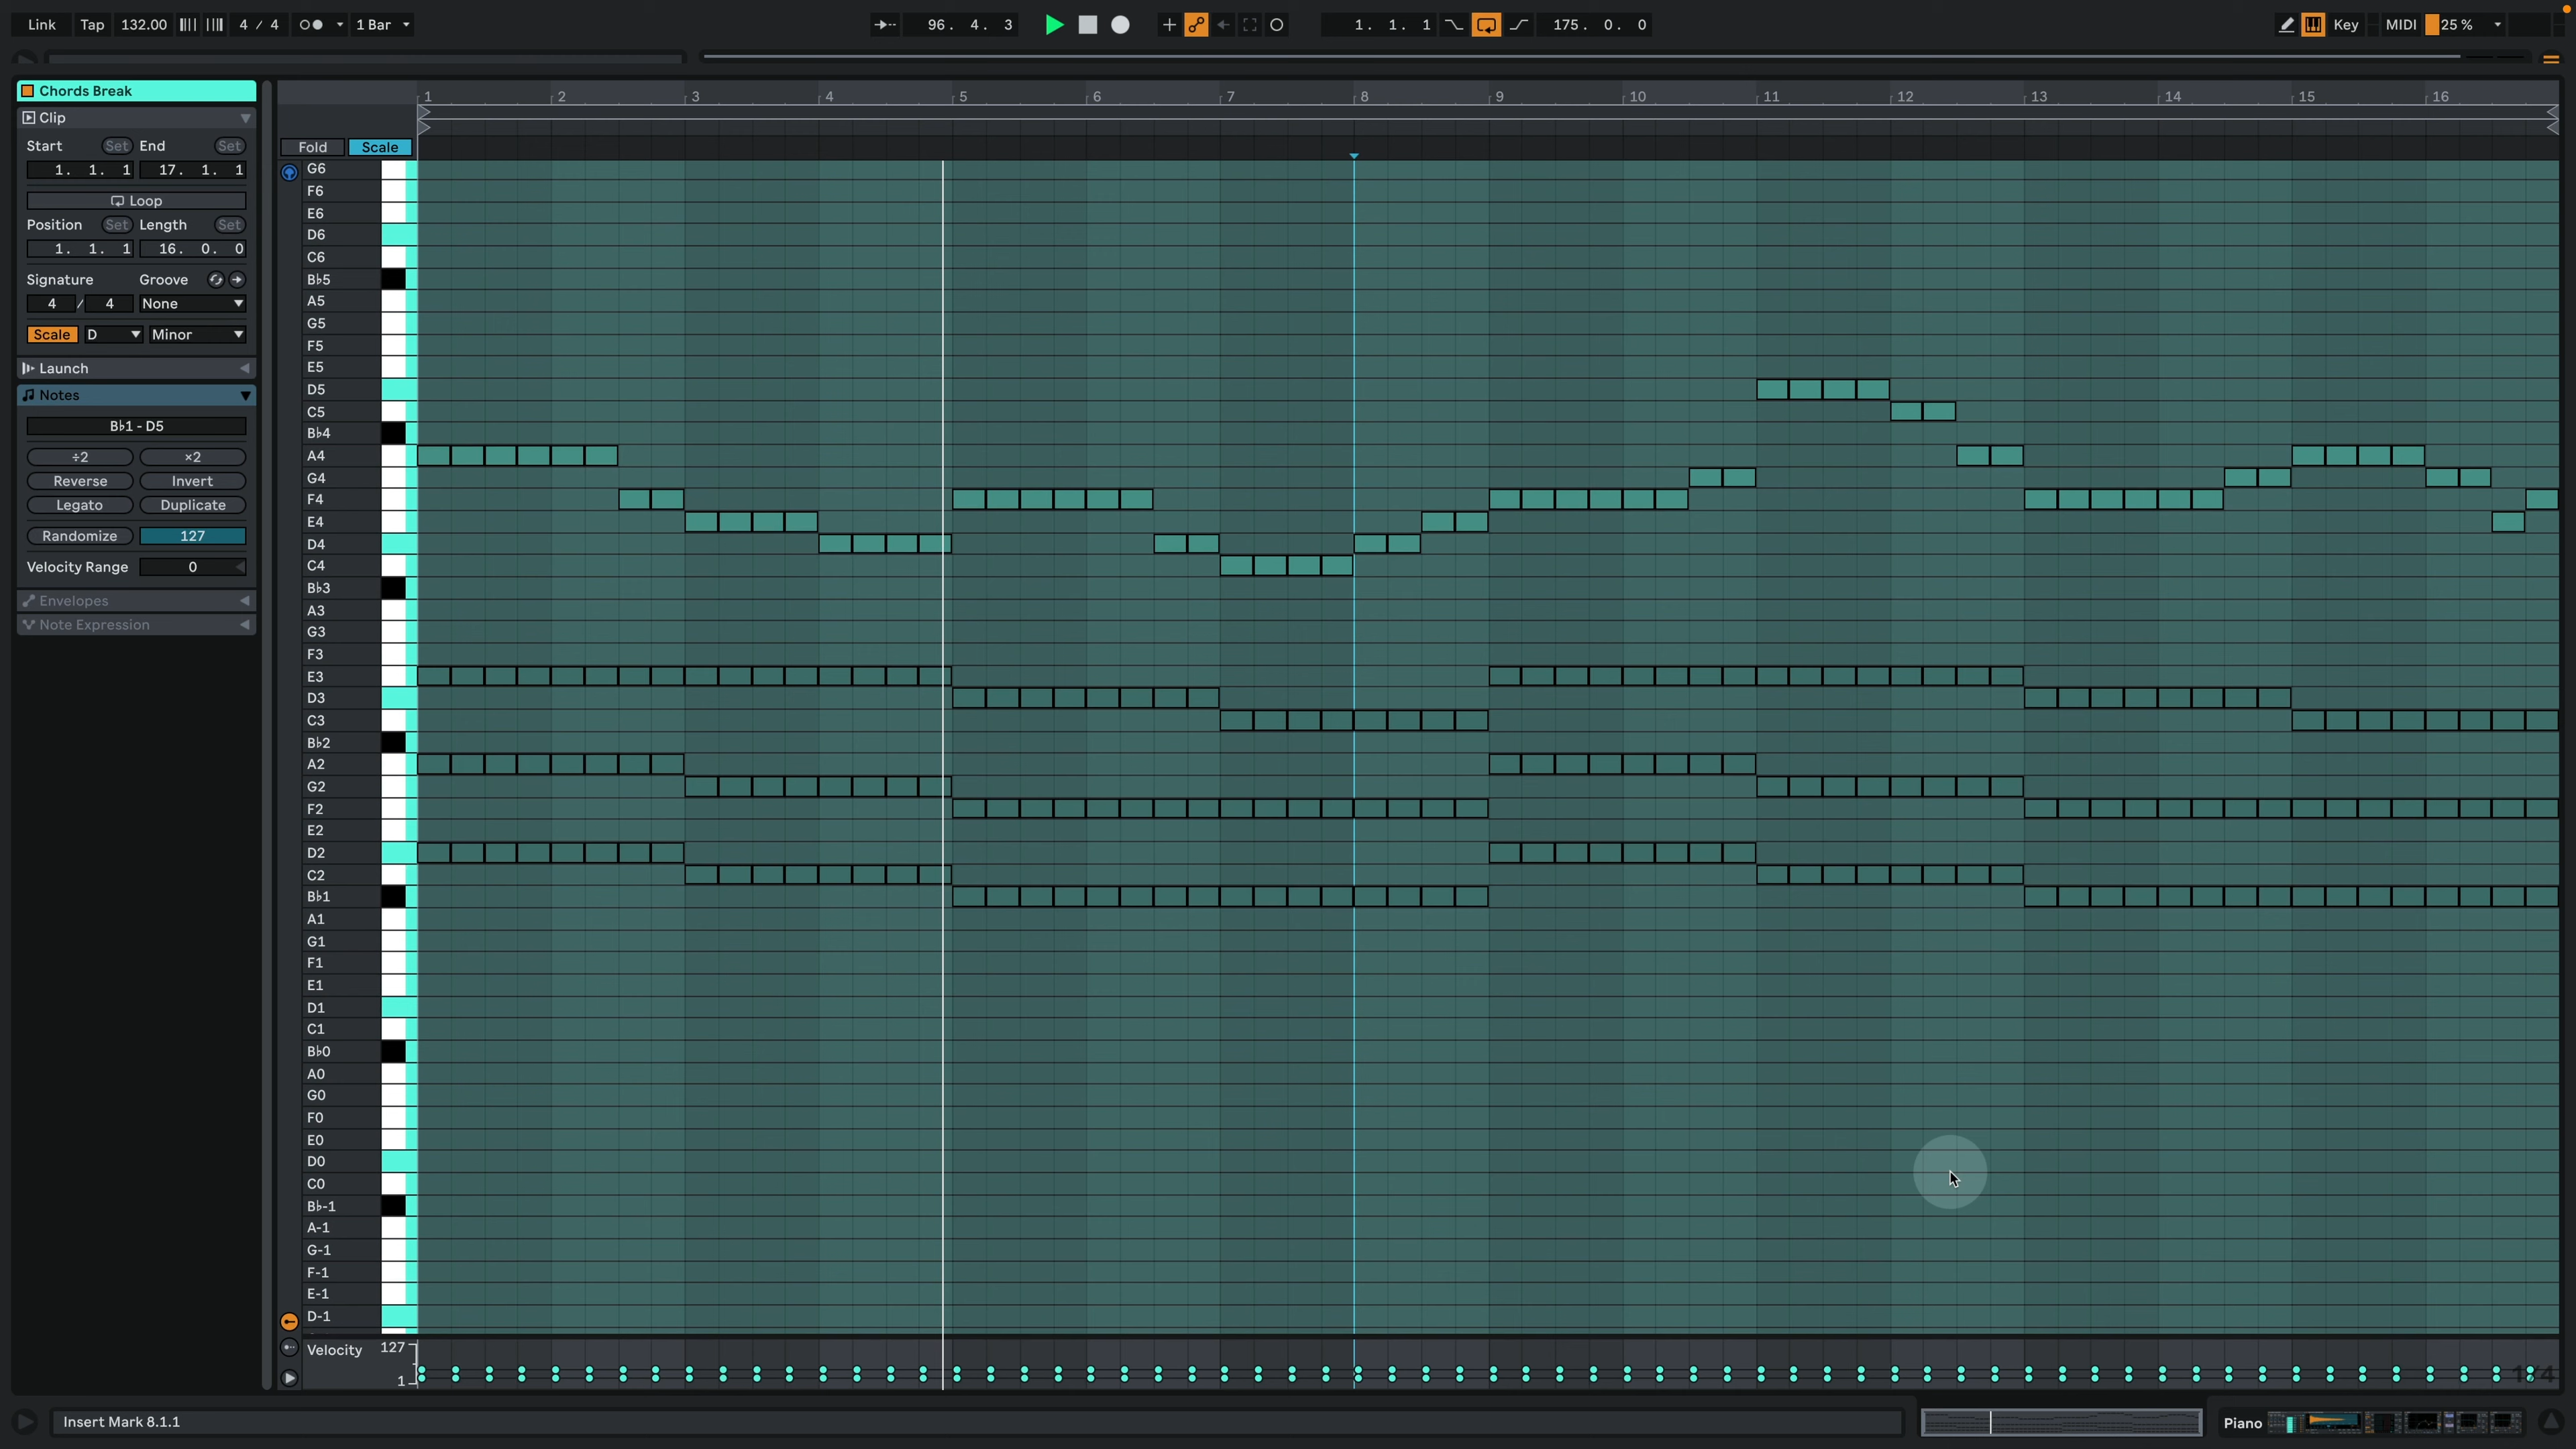 Link Tap 132.00 4 / 4 1 Bar 96. 4. 3 1. 1. 1 175. 0. 0 Key MIDI 25 %
Chords Break
Clip
Start Set End Set
1. 1. 1 17. 1. 1
Loop
Position Set Length Set
1. 1. 1 16. 0. 0
Signature Groove
4 / 4 None
Scale D Minor
Launch
Notes
B♭1 - D5
÷2 ×2
Reverse Invert
Legato Duplicate
Randomize 127
Velocity Range 0
Envelopes
Note Expression
1 2 3 4 5 6 7 8 9 10 11 12 13 14 15 16
Fold Scale
G6
F6
E6
D6
C6
B♭5
A5
G5
F5
E5
D5
C5
B♭4
A4
G4
F4
E4
D4
C4
B♭3
A3
G3
F3
E3
D3
C3
B♭2
A2
G2
F2
E2
D2
C2
B♭1
A1
G1
F1
E1
D1
C1
B♭0
A0
G0
F0
E0
D0
C0
B♭-1
A-1
G-1
F-1
E-1
D-1
Velocity 127
1
1/4
Insert Mark 8.1.1
Piano